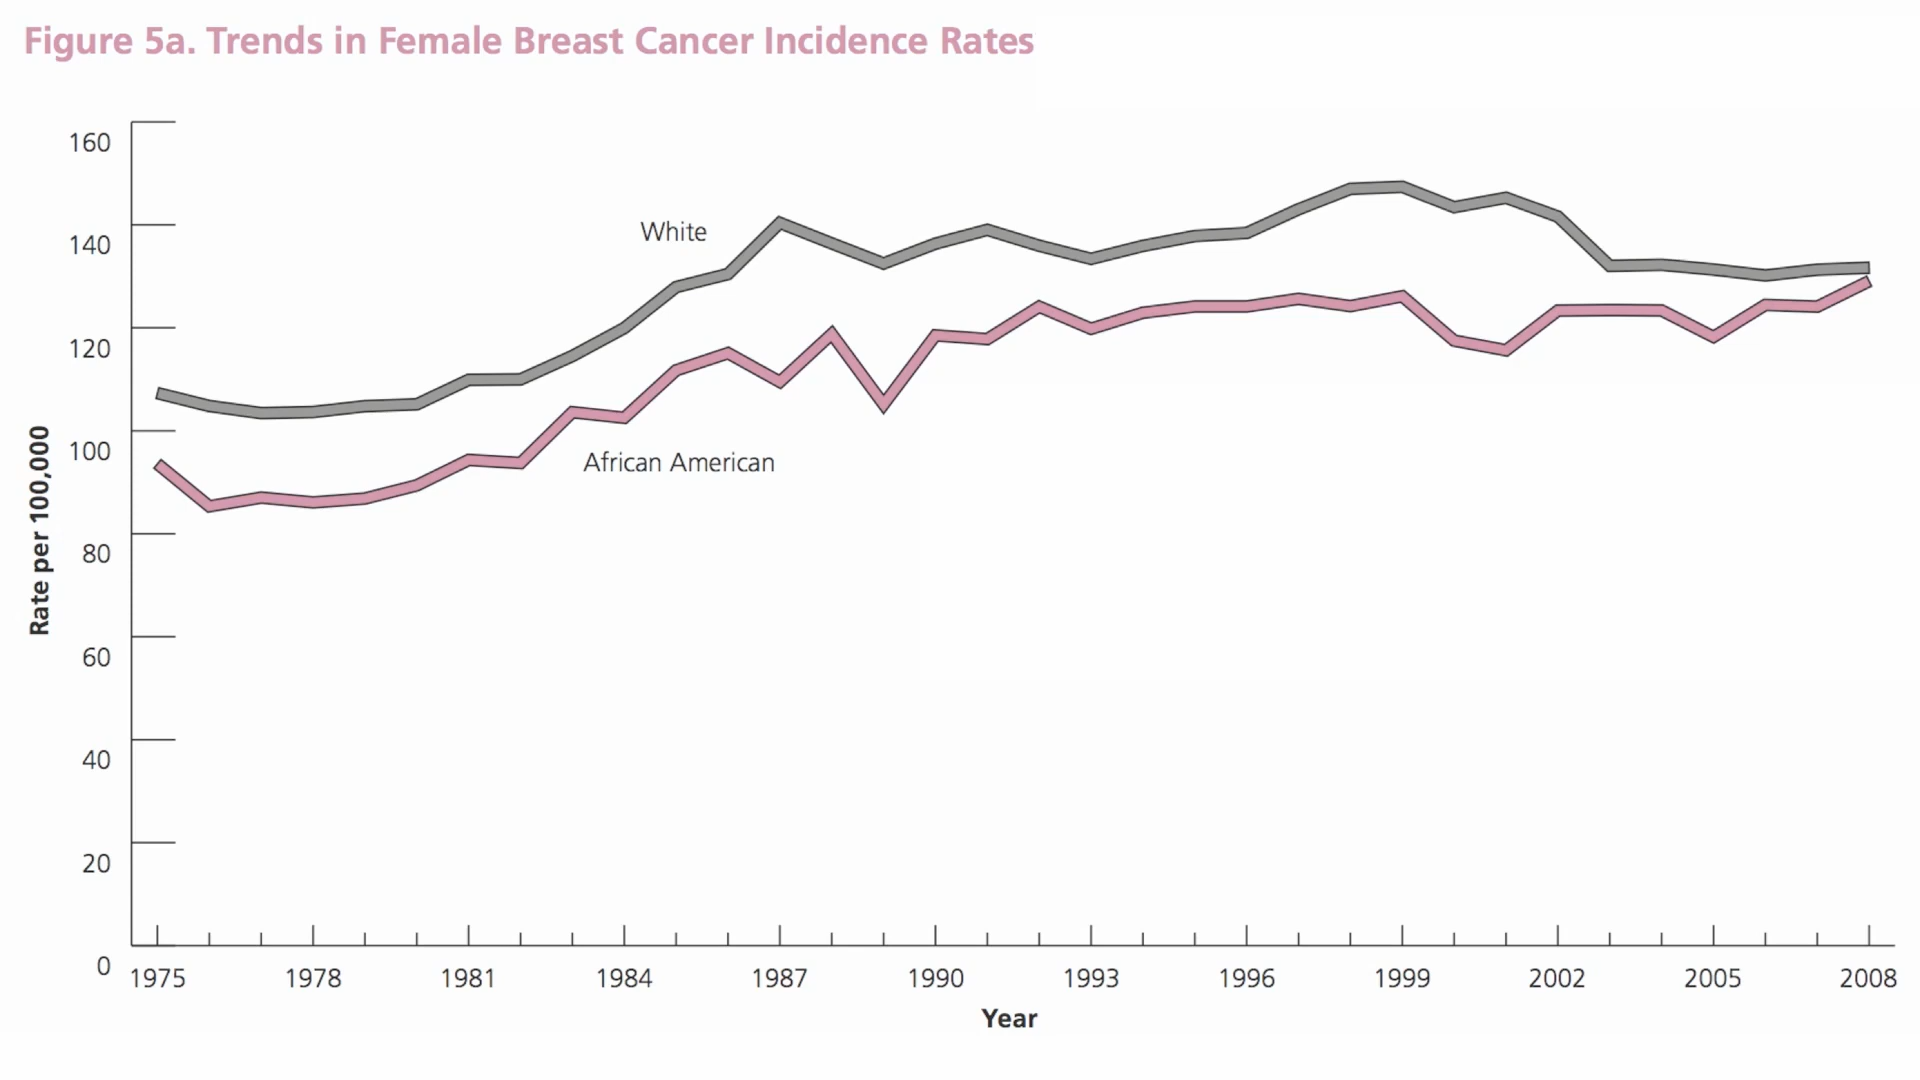 Figure 5a. Trends in Female Breast Cancer Incidence Rates
160
140
120
100
80
60
40
20
0
Rate per 100,000
White
African American
1975 1978 1981 1984 1987 1990 1993 1996 1999 2002 2005 2008
Year